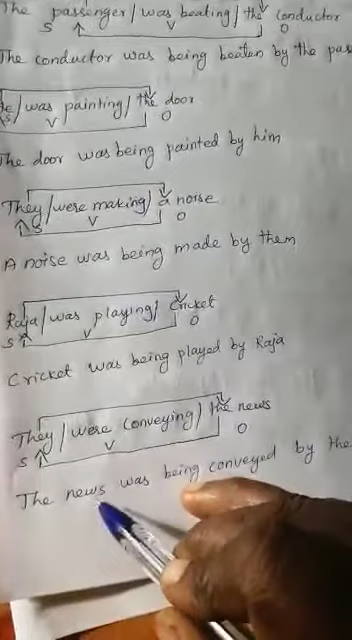 The passenger / was beating / the conductor
S V O
The conductor was being beaten by the pas
/ was painting / the door
S V O
The door was being painted by him
They / were making / a noise
S V O
A noise was being made by them
Raja / was playing / Cricket
S V O
Cricket was being played by Raja
They / were conveying / the news
S V O
The news was being conveyed by the